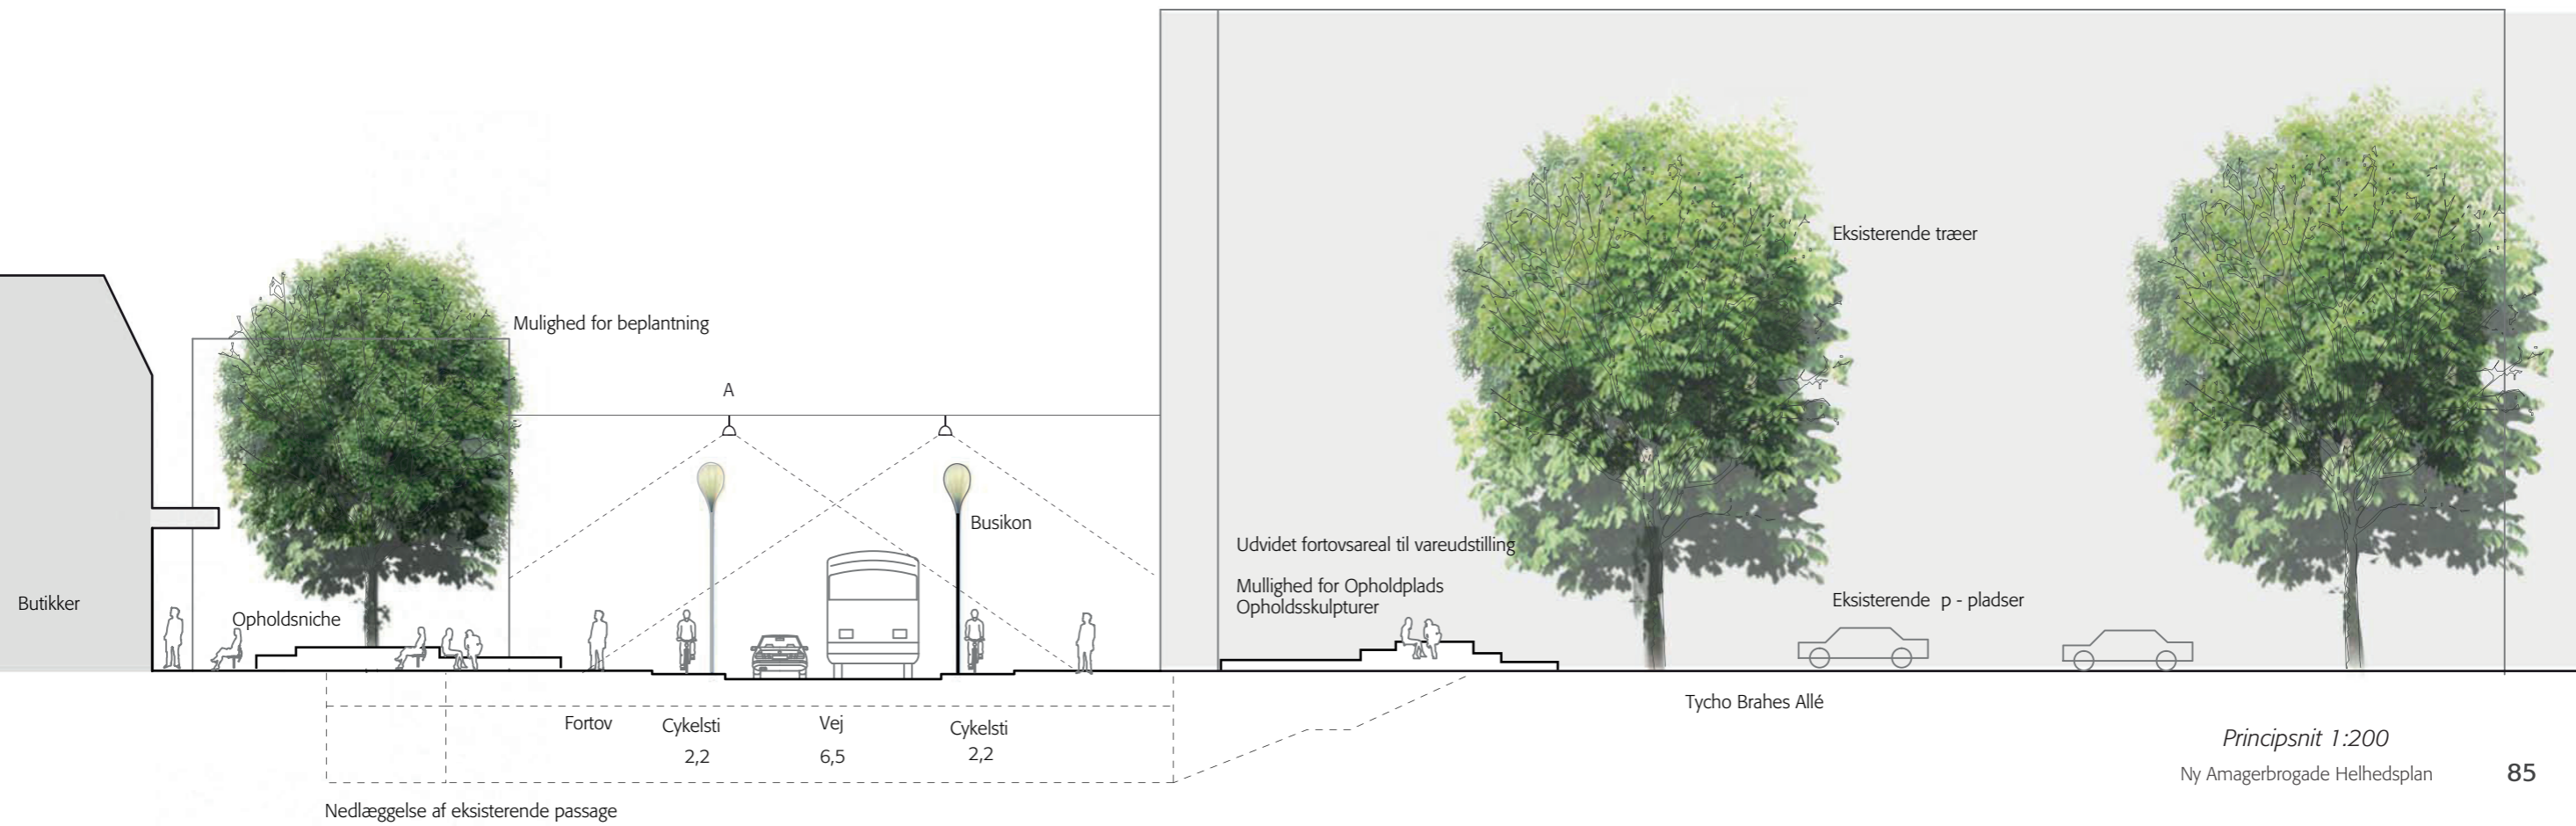 Eksisterende træer
Mulighed for beplantning
A
Busikon
Udvidet fortovsareal til vareudstilling
Mullighed for Opholdplads
Opholdsskulpturer
Butikker
Opholdsniche
Eksisterende p - pladser
Tycho Brahes Allé
Fortov
Cykelsti
2,2
Vej
6,5
Cykelsti
2,2
Principsnit 1:200
Ny Amagerbrogade Helhedsplan
85
Nedlæggelse af eksisterende passage